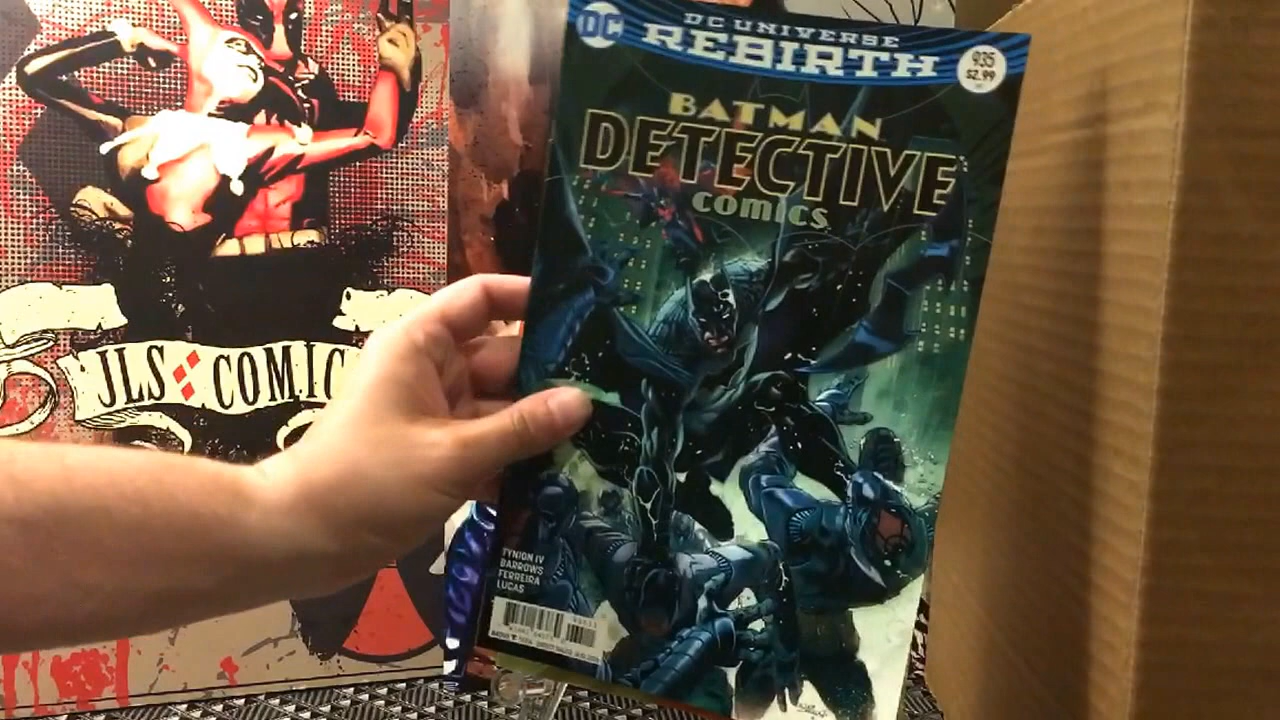 DC
DC UNIVERSE
REBIRTH
935
$2.99
BATMAN
DETECTIVE
COMICS
JLS COMIC
TYNION IV
BARROWS
FERREIRA
LUCAS